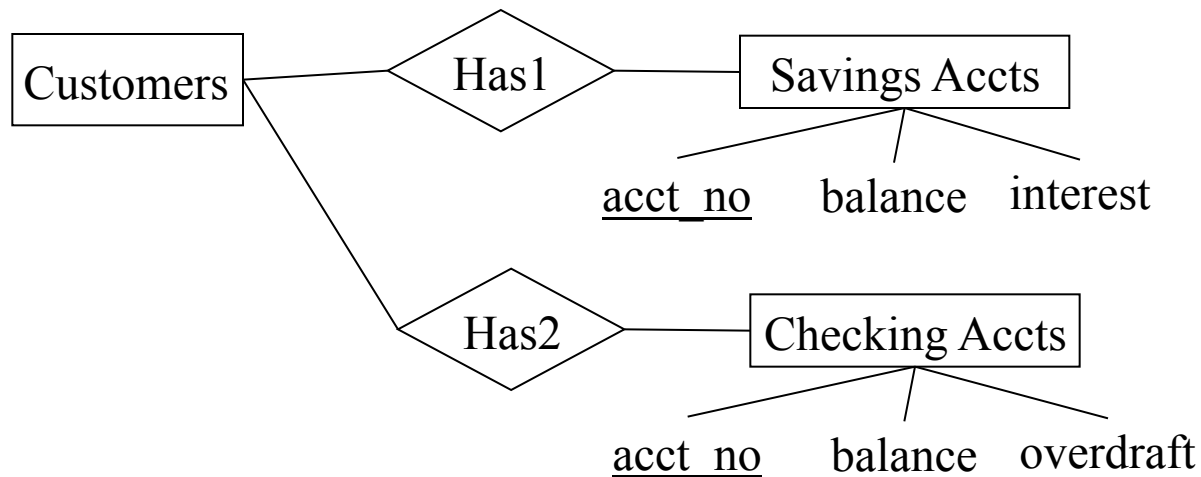 Customers
Has1
Savings Accts
acct_no
balance
interest
Has2
Checking Accts
acct_no
balance
overdraft